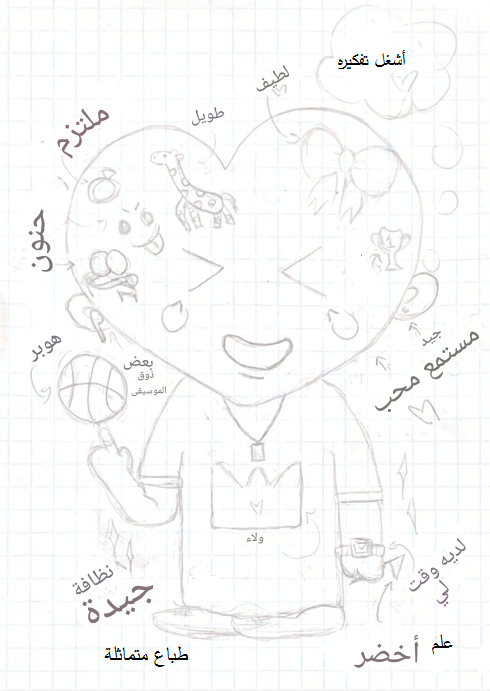 أشغل تفكيره
لطيف
طويل
ملتزم
حنون
هوبر
بعض
ذوق
الموسيقى
جيد
مستمع محب
ولاء
لديه وقت
لي
نظافة
جيدة
علم
أخضر
طباع متماثلة